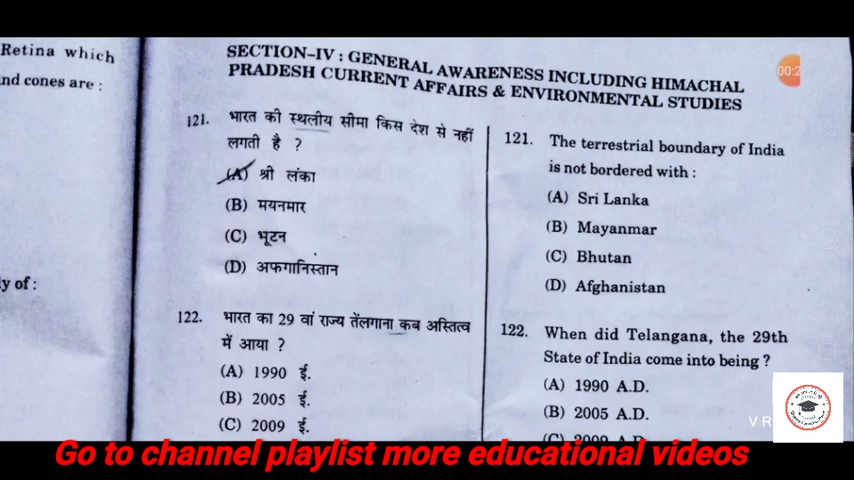 Retina which
nd cones are :
y of :
SECTION–IV : GENERAL AWARENESS INCLUDING HIMACHAL
PRADESH CURRENT AFFAIRS & ENVIRONMENTAL STUDIES
121. भारत की स्थलीय सीमा किस देश से नहीं
लगती है ?
(A) श्री लंका
(B) मयनमार
(C) भूटन
(D) अफगानिस्तान
122. भारत का 29 वां राज्य तेंलगाना कब अस्तित्व
में आया ?
(A) 1990 ई.
(B) 2005 ई.
(C) 2009 ई.
121. The terrestrial boundary of India
is not bordered with :
(A) Sri Lanka
(B) Mayanmar
(C) Bhutan
(D) Afghanistan
122. When did Telangana, the 29th
State of India come into being ?
(A) 1990 A.D.
(B) 2005 A.D.
(C) 2009 A.D.
00:2
V R
Go to channel playlist more educational videos